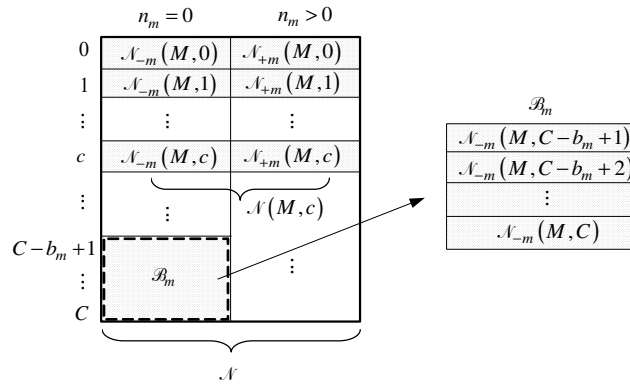 n_m = 0 n_m > 0
0 𝒩_{-m}(M,0) 𝒩_{+m}(M,0)
1 𝒩_{-m}(M,1) 𝒩_{+m}(M,1)
⋮ ⋮ ⋮
c 𝒩_{-m}(M,c) 𝒩_{+m}(M,c)
⋮ ⋮ 𝒩(M,c)
C−b_m+1
⋮ ℬ_m ⋮
C
𝒩
ℬ_m
𝒩_{-m}(M,C−b_m+1)
𝒩_{-m}(M,C−b_m+2)
⋮
𝒩_{-m}(M,C)